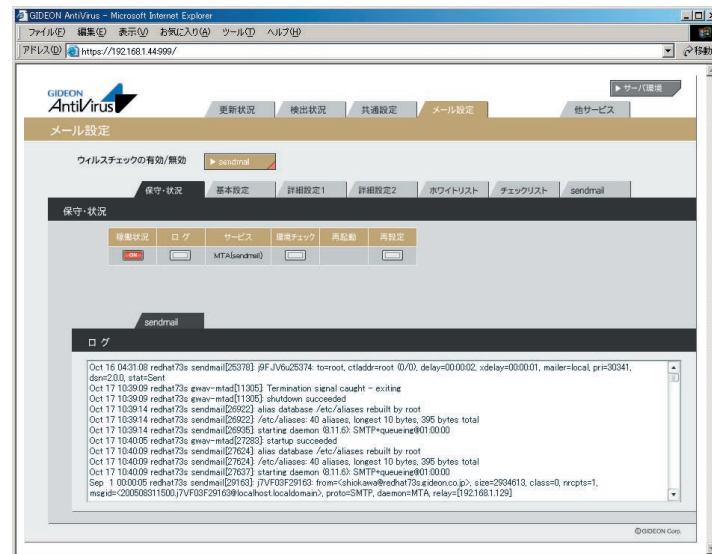 GIDEON AntiVirus - Microsoft Internet Explorer
ファイル(F) 編集(E) 表示(V) お気に入り(A) ツール(T) ヘルプ(H)
アドレス(D) https://192.168.1.44:999/ 移動
サーバ環境
GIDEON
AntiVirus 更新状況 検出状況 共通設定 メール設定 他サービス
メール設定
ウィルスチェックの有効/無効 sendmail
保守・状況 基本設定 詳細設定1 詳細設定2 ホワイトリスト チェックリスト sendmail
保守・状況
稼働状況 ログ サービス 環境チェック 再起動 再設定
ON MTA(sendmail)
sendmail
ログ
Oct 16 04:31:08 redhat73s sendmail[25378]: j9FJV6u25374: to=root, ctladdr=root (0/0), delay=00:00:02, xdelay=00:00:01, mailer=local, pri=30341,
dsn=2.0.0, stat=Sent
Oct 17 10:39:09 redhat73s gwav-mtad[11305]: Termination signal caught - exiting
Oct 17 10:39:09 redhat73s gwav-mtad[11305]: shutdown succeeded
Oct 17 10:39:14 redhat73s sendmail[26922]: alias database /etc/aliases rebuilt by root
Oct 17 10:39:14 redhat73s sendmail[26922]: /etc/aliases: 40 aliases, longest 10 bytes, 395 bytes total
Oct 17 10:39:14 redhat73s sendmail[26935]: starting daemon (8.11.6): SMTP+queueing@01:00:00
Oct 17 10:40:05 redhat73s gwav-mtad[27283]: startup succeeded
Oct 17 10:40:09 redhat73s sendmail[27624]: alias database /etc/aliases rebuilt by root
Oct 17 10:40:09 redhat73s sendmail[27624]: /etc/aliases: 40 aliases, longest 10 bytes, 395 bytes total
Oct 17 10:40:09 redhat73s sendmail[27637]: starting daemon (8.11.6): SMTP+queueing@01:00:00
Sep 1 00:00:05 redhat73s sendmail[29163]: j7VF03F29163: from=<shiokawa@redhat73s.gideon.co.jp>, size=2934613, class=0, nrcpts=1,
msgid=<200508311500.j7VF03F29163@localhost.localdomain>, proto=SMTP, daemon=MTA, relay=[192.168.1.129]
©GIDEON Corp.